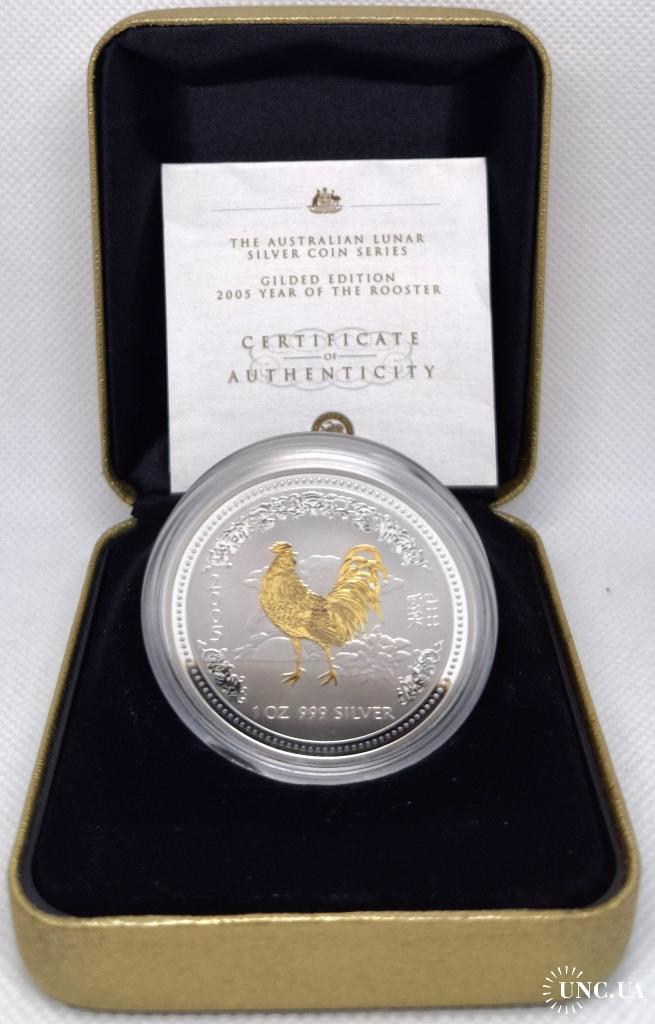 THE AUSTRALIAN LUNAR
SILVER COIN SERIES
GILDED EDITION
2005 YEAR OF THE ROOSTER
CERTIFICATE
OF
AUTHENTICITY
2005
1 OZ 999 SILVER
UNC.UA